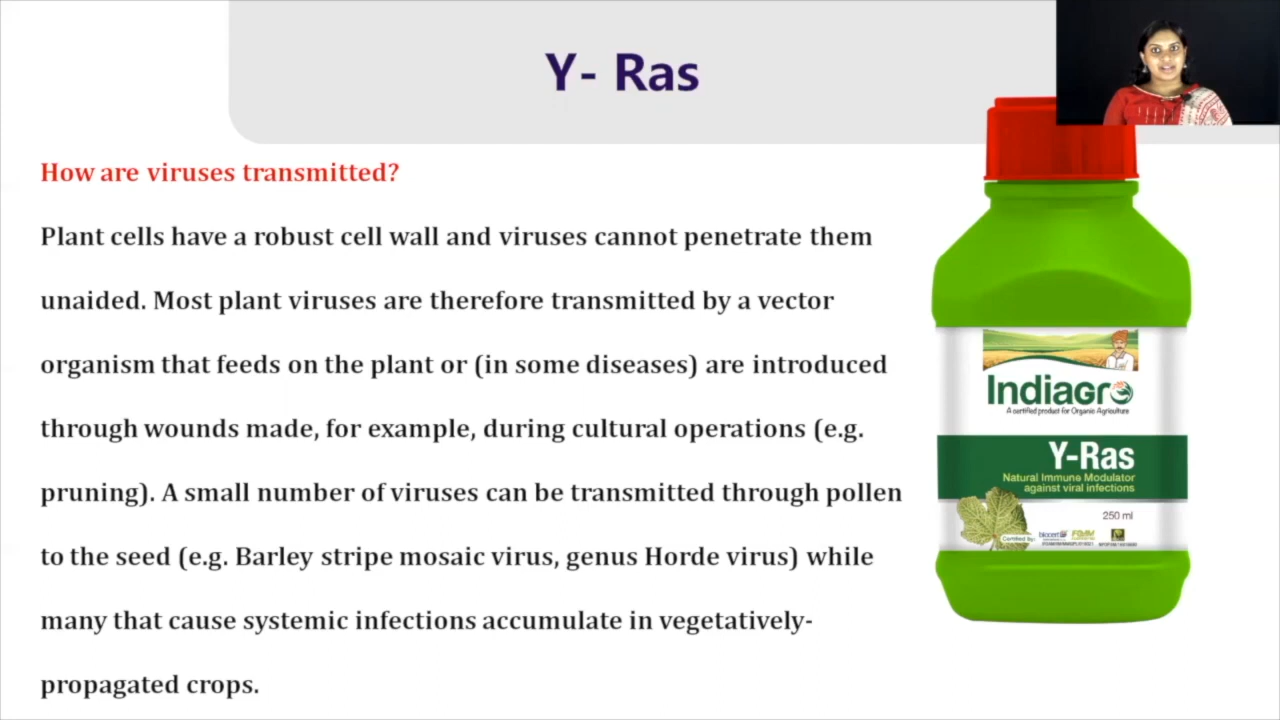 Y- Ras
How are viruses transmitted?
Plant cells have a robust cell wall and viruses cannot penetrate them
unaided. Most plant viruses are therefore transmitted by a vector
organism that feeds on the plant or (in some diseases) are introduced
through wounds made, for example, during cultural operations (e.g.
pruning). A small number of viruses can be transmitted through pollen
to the seed (e.g. Barley stripe mosaic virus, genus Horde virus) while
many that cause systemic infections accumulate in vegetatively-
propagated crops.
Indiagro
A certified product for Organic Agriculture
Y-Ras
Natural Immune Modulator
against viral infections
250 ml
Certified by: